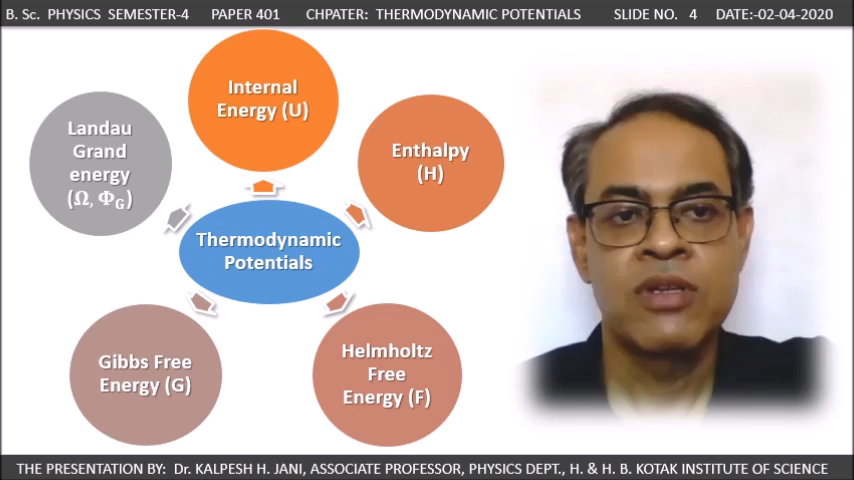 B. Sc. PHYSICS SEMESTER-4 PAPER 401 CHPATER: THERMODYNAMIC POTENTIALS SLIDE NO. 4 DATE:-02-04-2020
Internal
Energy (U)
Landau
Grand
energy
(Ω, Φ_G)
Enthalpy
(H)
Thermodynamic
Potentials
Gibbs Free
Energy (G)
Helmholtz
Free
Energy (F)
THE PRESENTATION BY: Dr. KALPESH H. JANI, ASSOCIATE PROFESSOR, PHYSICS DEPT., H. & H. B. KOTAK INSTITUTE OF SCIENCE